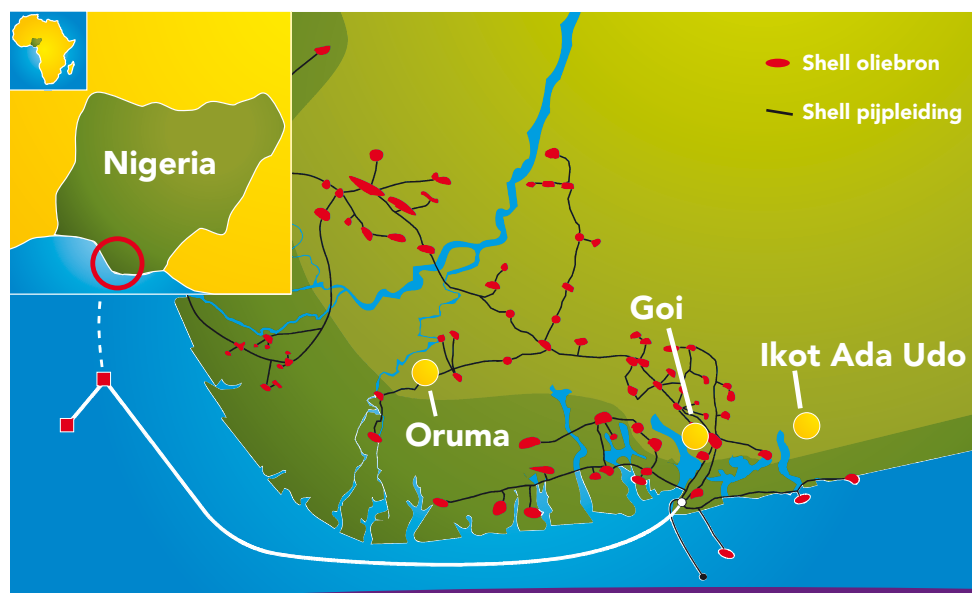 Shell oliebron
Shell pijpleiding
Nigeria
Goi
Ikot Ada Udo
Oruma